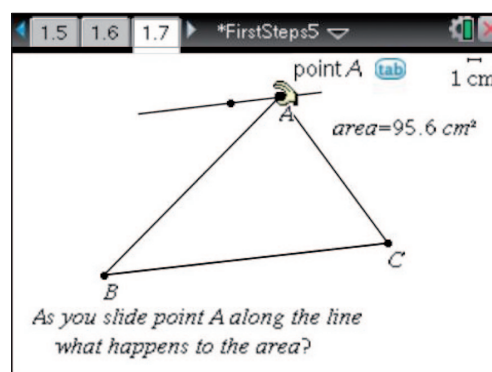 1.5 1.6 1.7 *FirstSteps5
point A tab
1 cm
A
area=95.6 cm²
C
B
As you slide point A along the line
what happens to the area?